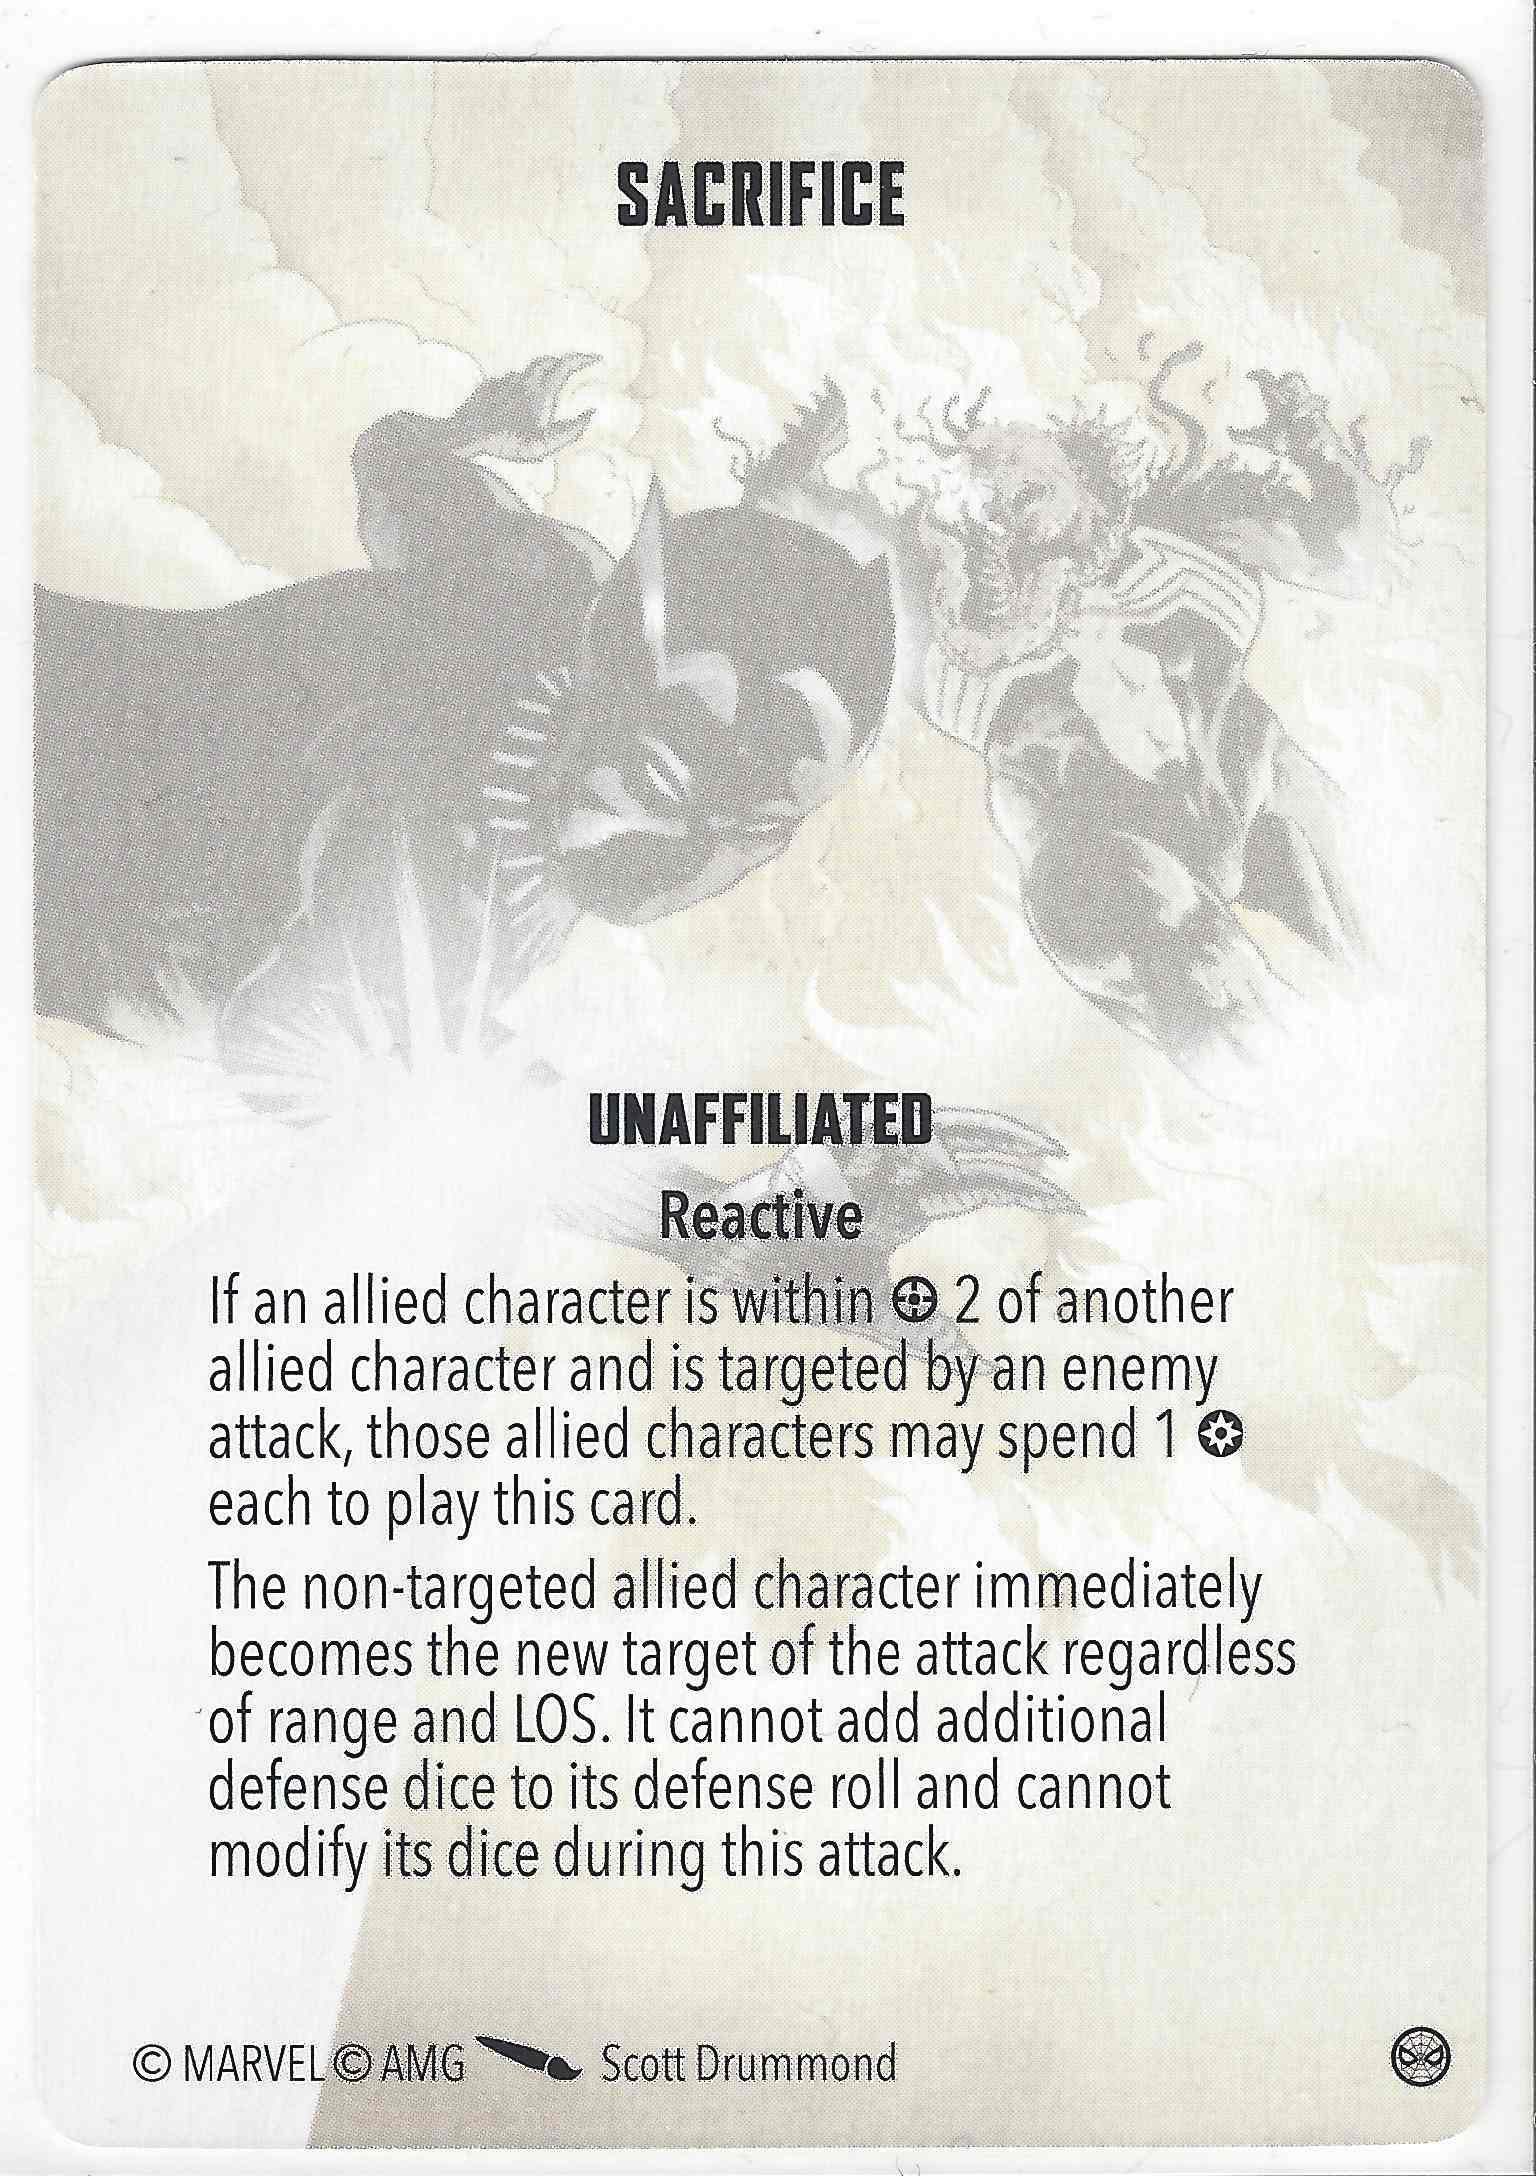 SACRIFICE
UNAFFILIATED
Reactive
If an allied character is within 2 of another
allied character and is targeted by an enemy
attack, those allied characters may spend 1
each to play this card.
The non-targeted allied character immediately
becomes the new target of the attack regardless
of range and LOS. It cannot add additional
defense dice to its defense roll and cannot
modify its dice during this attack.
© MARVEL © AMG Scott Drummond